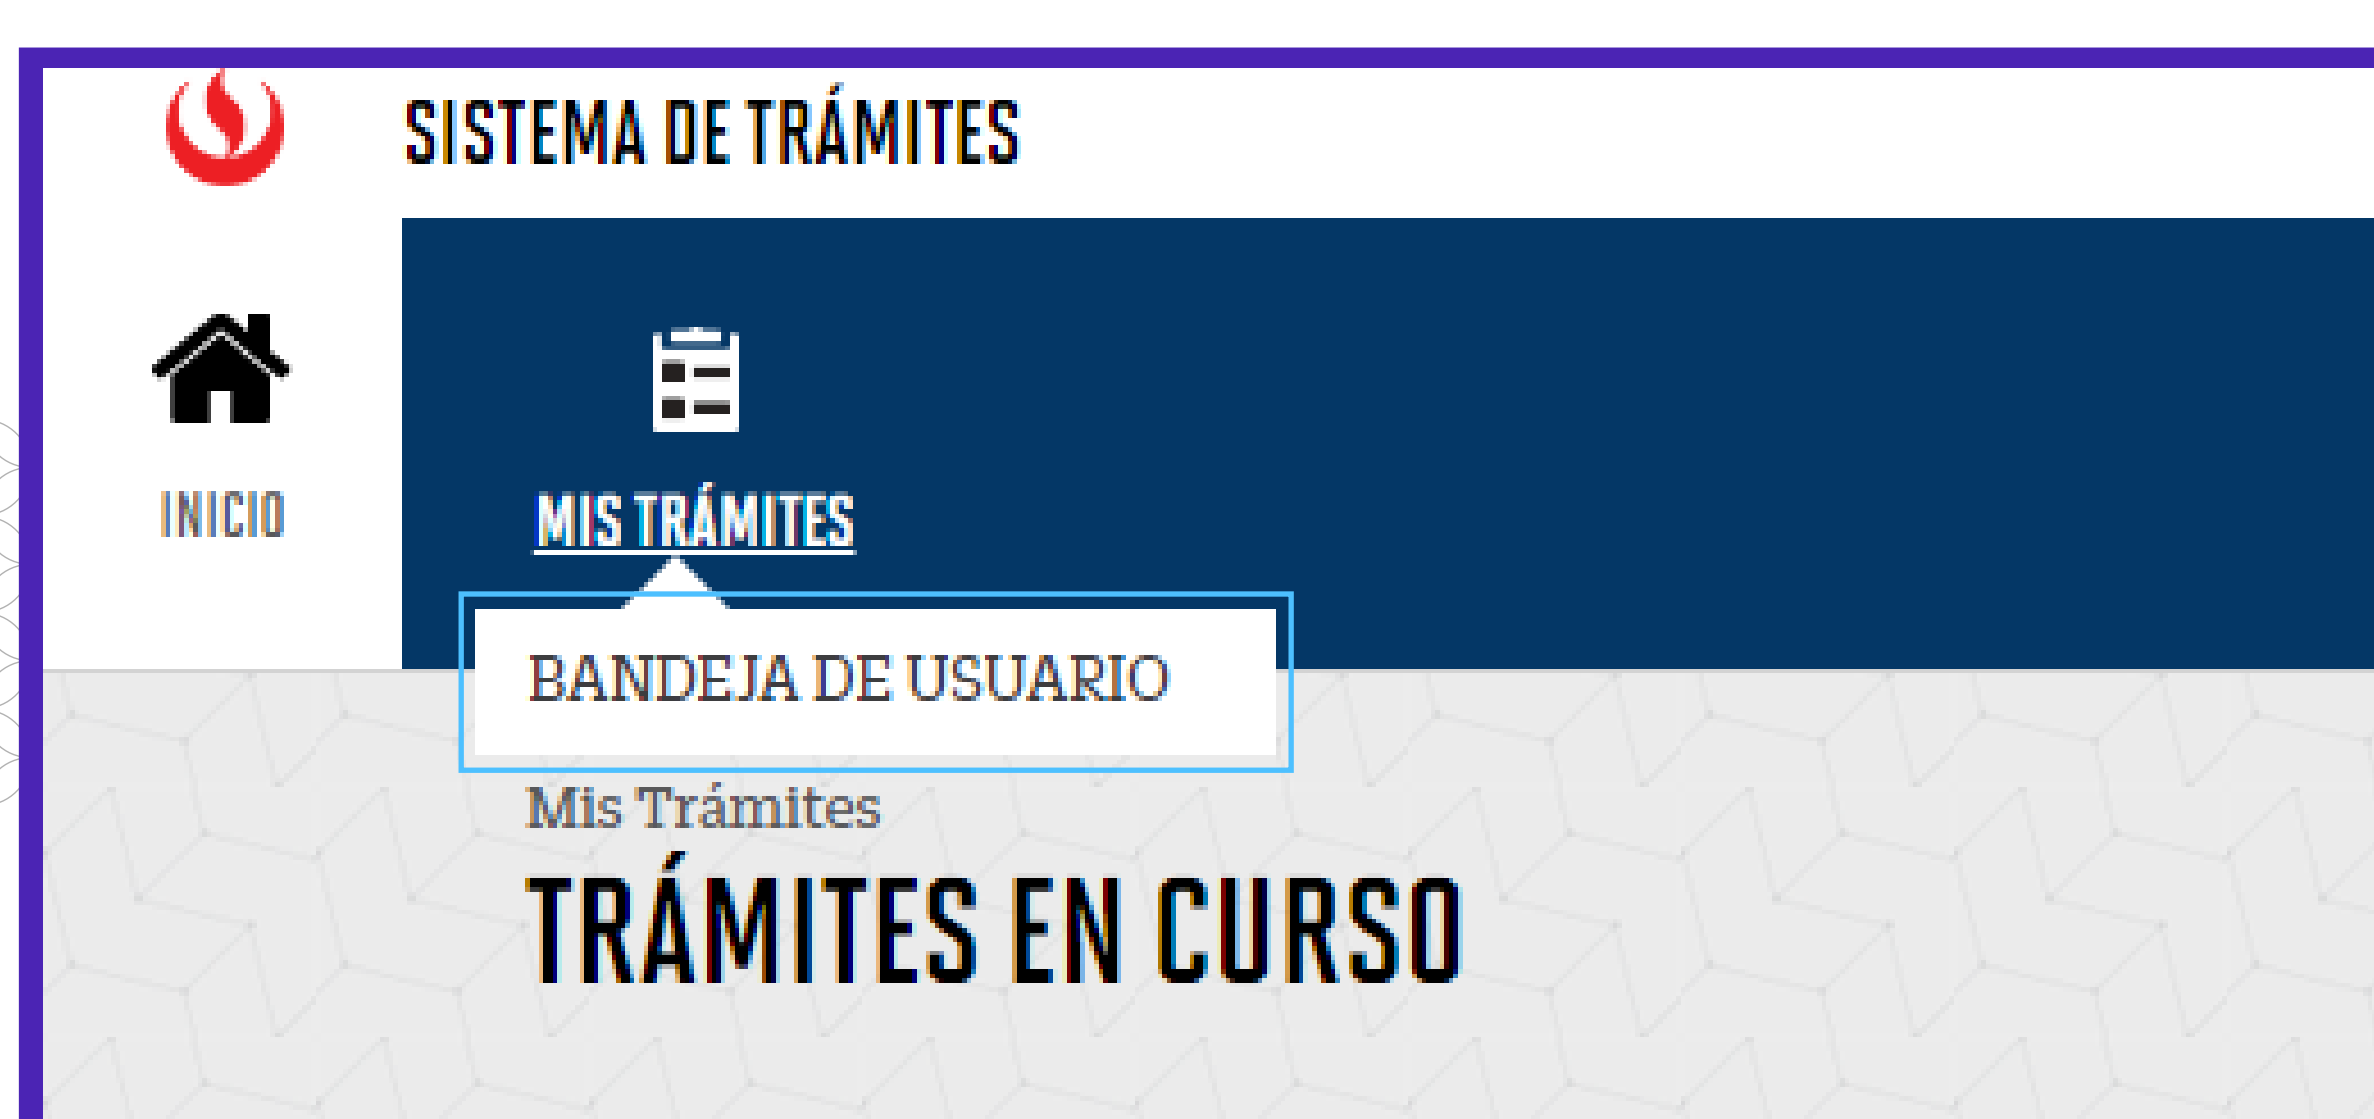 SISTEMA DE TRÁMITES
INICIO
MIS TRÁMITES
BANDEJA DE USUARIO
Mis Trámites
TRÁMITES EN CURSO